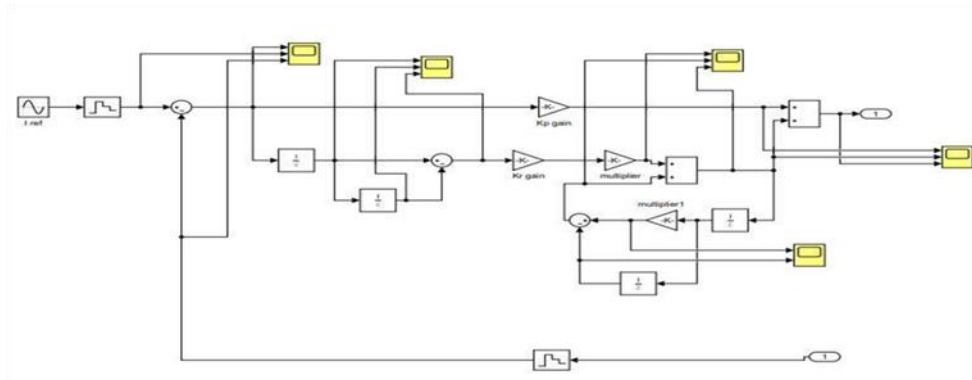 I ref
-K-
Kp gain
1
-K-
Kr gain
-K-
multiplier
multiplier1
-K-
1